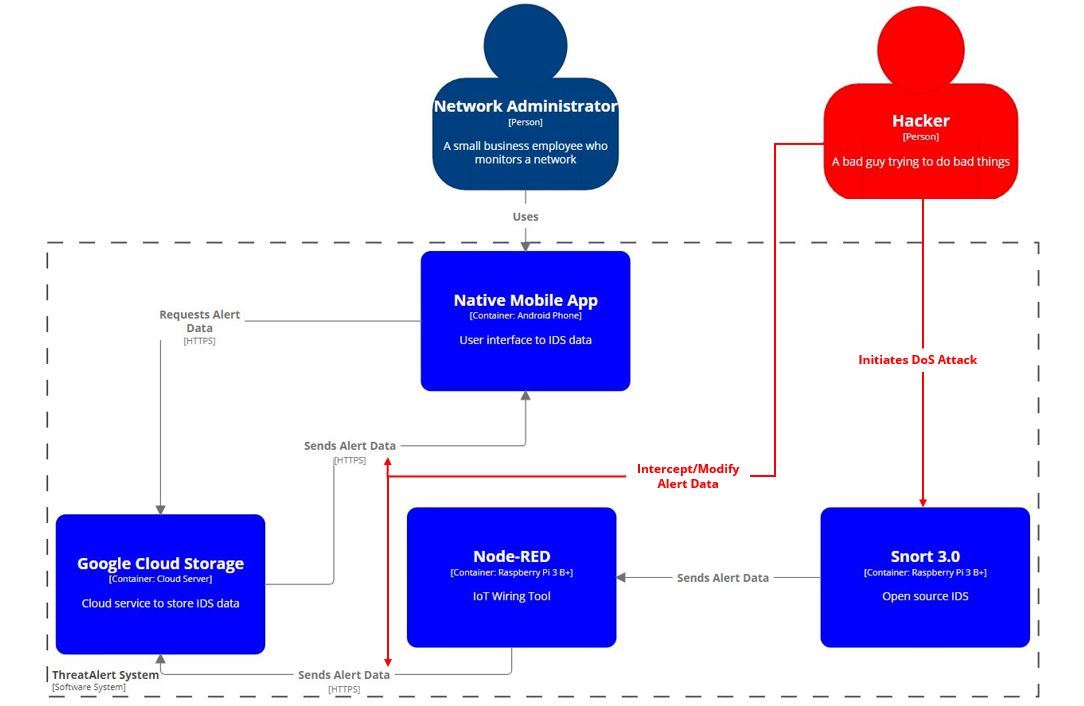 Network Administrator
[Person]
A small business employee who
monitors a network
Hacker
[Person]
A bad guy trying to do bad things
Uses
Native Mobile App
[Container: Android Phone]
User interface to IDS data
Requests Alert
Data
[HTTPS]
Initiates DoS Attack
Sends Alert Data
[HTTPS]
Intercept/Modify
Alert Data
Google Cloud Storage
[Container: Cloud Server]
Cloud service to store IDS data
Node-RED
[Container: Raspberry Pi 3 B+]
IoT Wiring Tool
Sends Alert Data
Snort 3.0
[Container: Raspberry Pi 3 B+]
Open source IDS
ThreatAlert System
[Software System]
Sends Alert Data
[HTTPS]